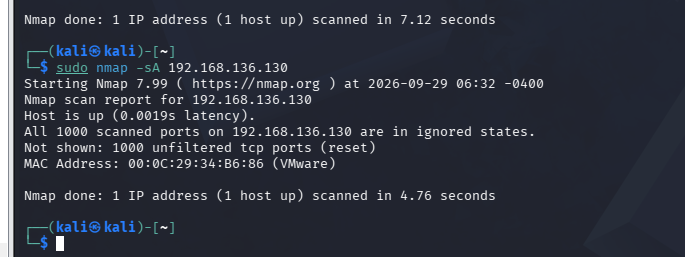 Nmap done: 1 IP address (1 host up) scanned in 7.12 seconds
┌──(kali㉿kali)-[~]
└─$ sudo nmap -sA 192.168.136.130
Starting Nmap 7.99 ( https://nmap.org ) at 2026-09-29 06:32 -0400
Nmap scan report for 192.168.136.130
Host is up (0.0019s latency).
All 1000 scanned ports on 192.168.136.130 are in ignored states.
Not shown: 1000 unfiltered tcp ports (reset)
MAC Address: 00:0C:29:34:B6:86 (VMware)
Nmap done: 1 IP address (1 host up) scanned in 4.76 seconds
┌──(kali㉿kali)-[~]
└─$